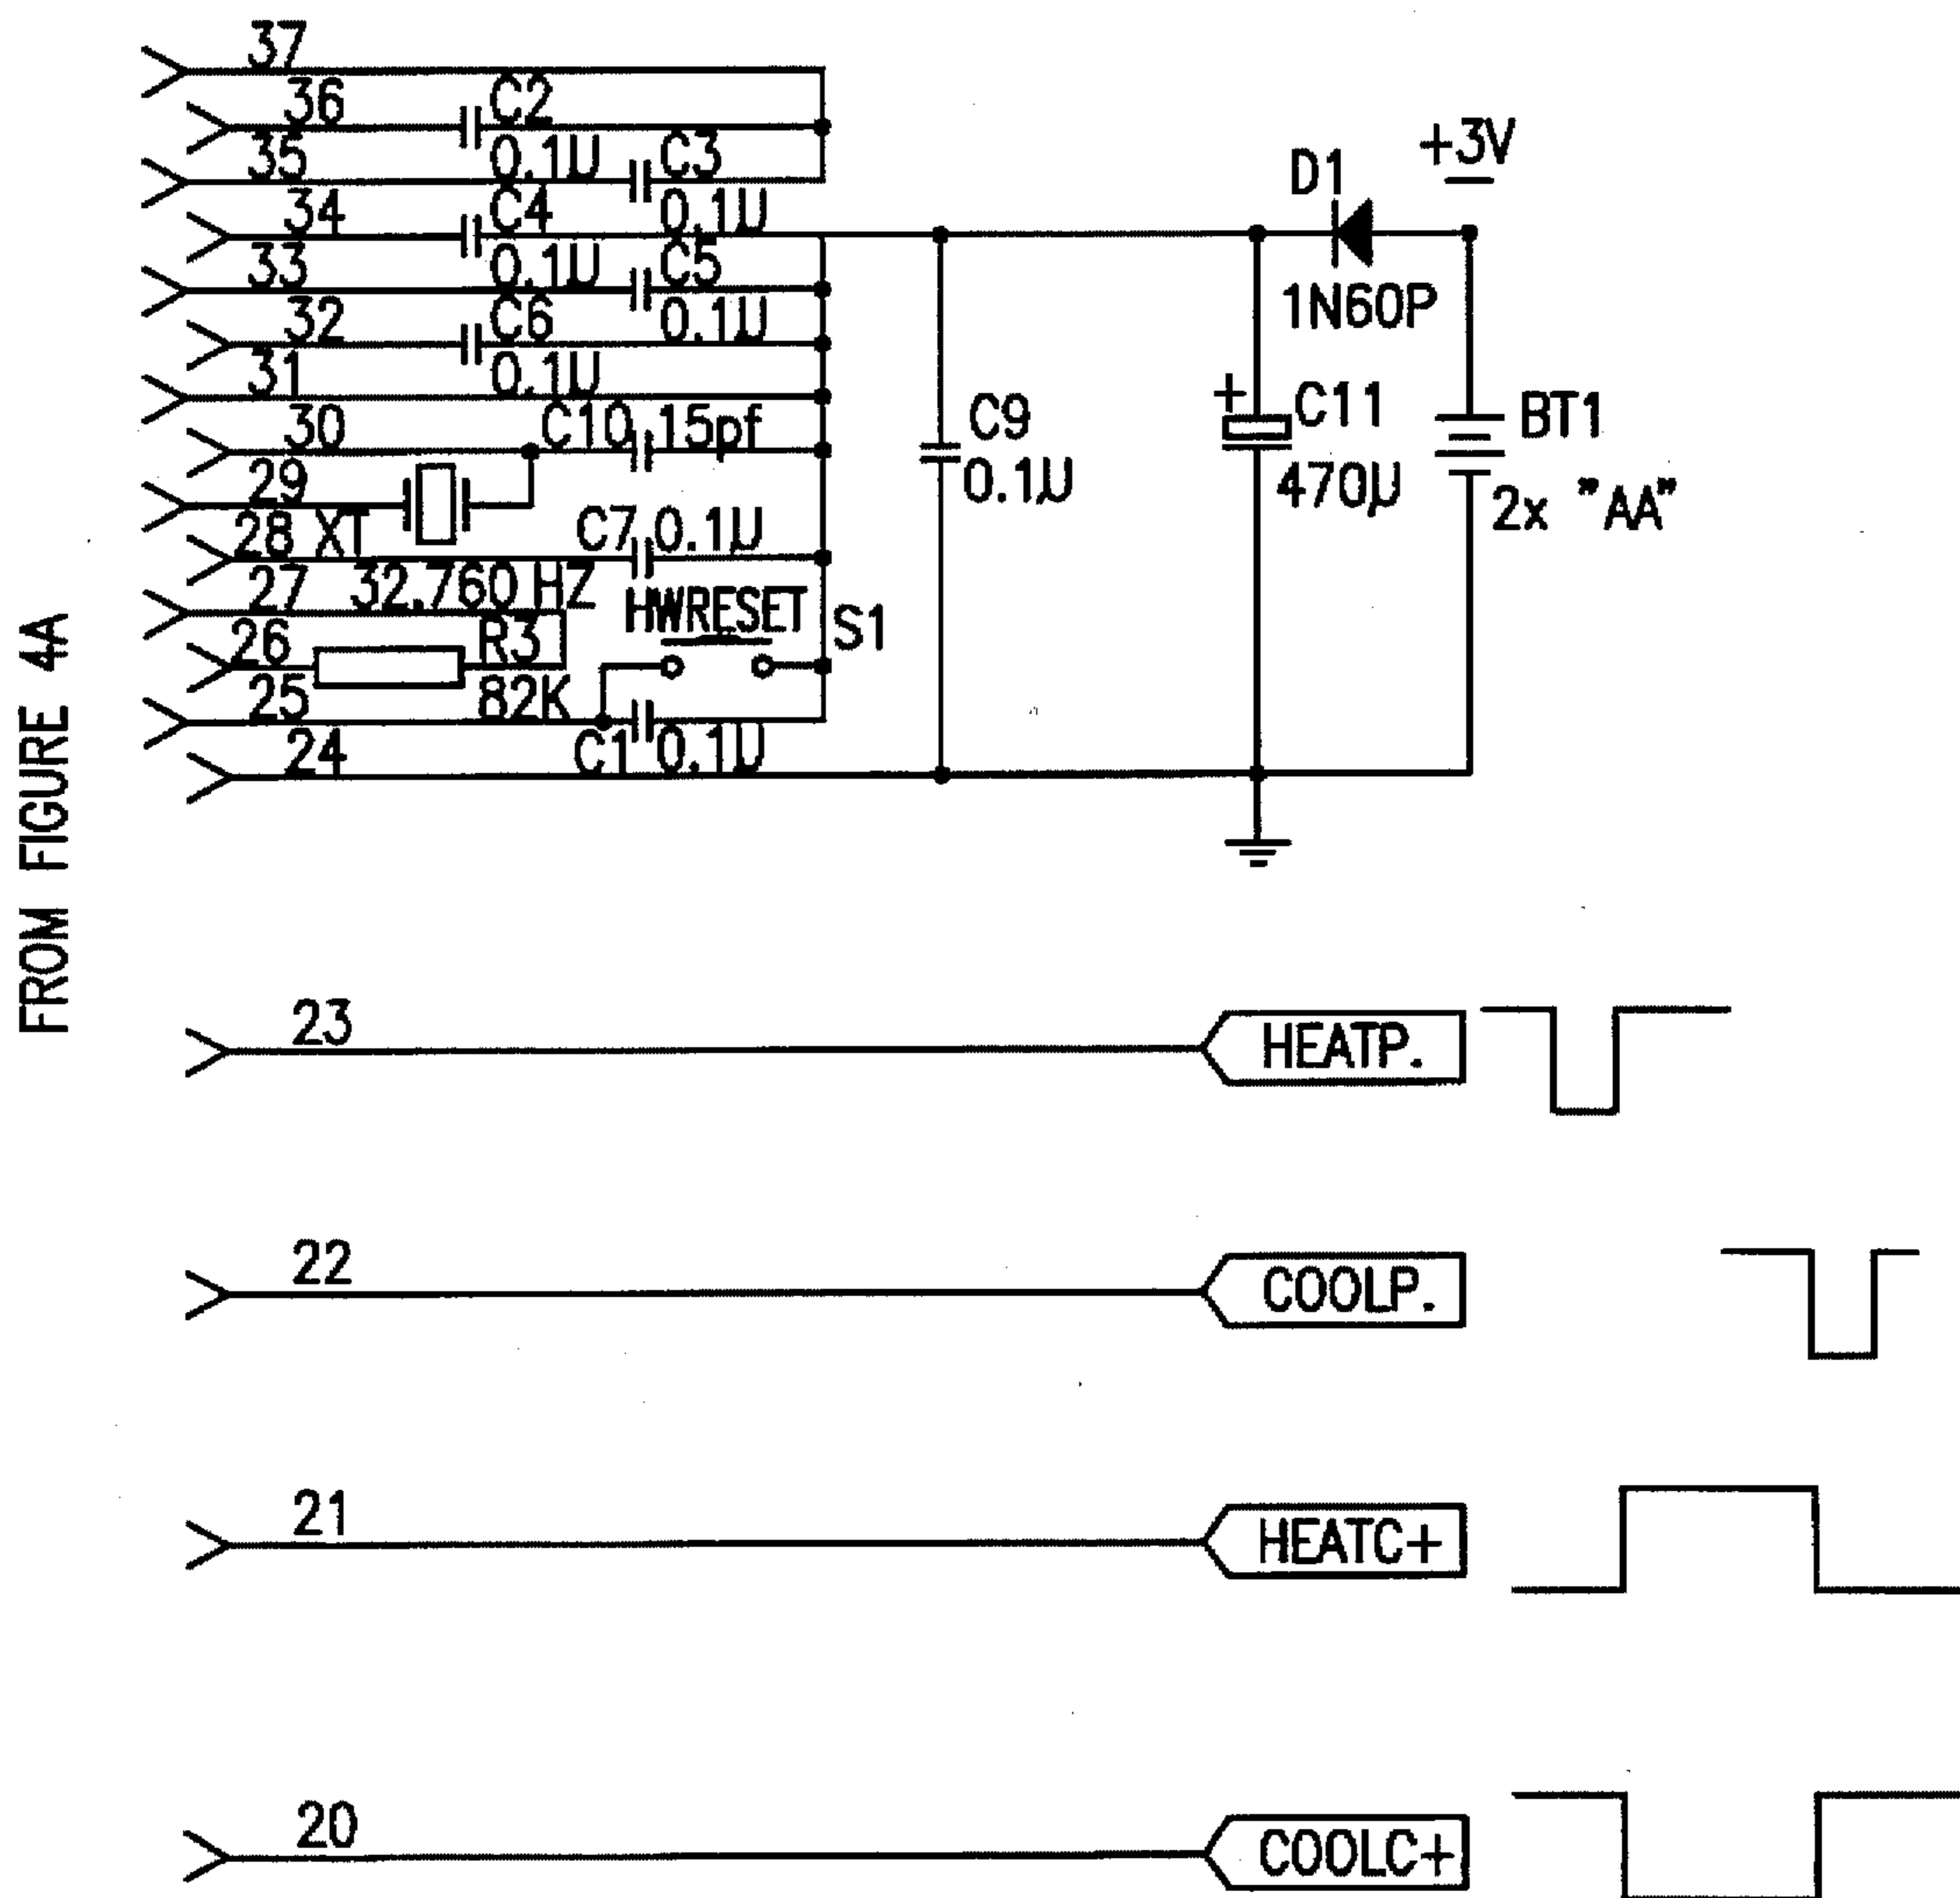 FROM FIGURE 4A
37
36
C2
0.1U
35
C3
0.1U
34
C4
0.1U
33
C5
0.1U
32
C6
0.1U
31
30
C10
15pf
29
XT
32.760 HZ
28
C7
0.1U
27
HWRESET
S1
26
R3
82K
25
C1
0.1U
24
C9
0.1U
D1
1N60P
+3V
+
C11
470µ
BT1
2x "AA"
23
HEATP.
22
COOLP.
21
HEATC+
20
COOLC+